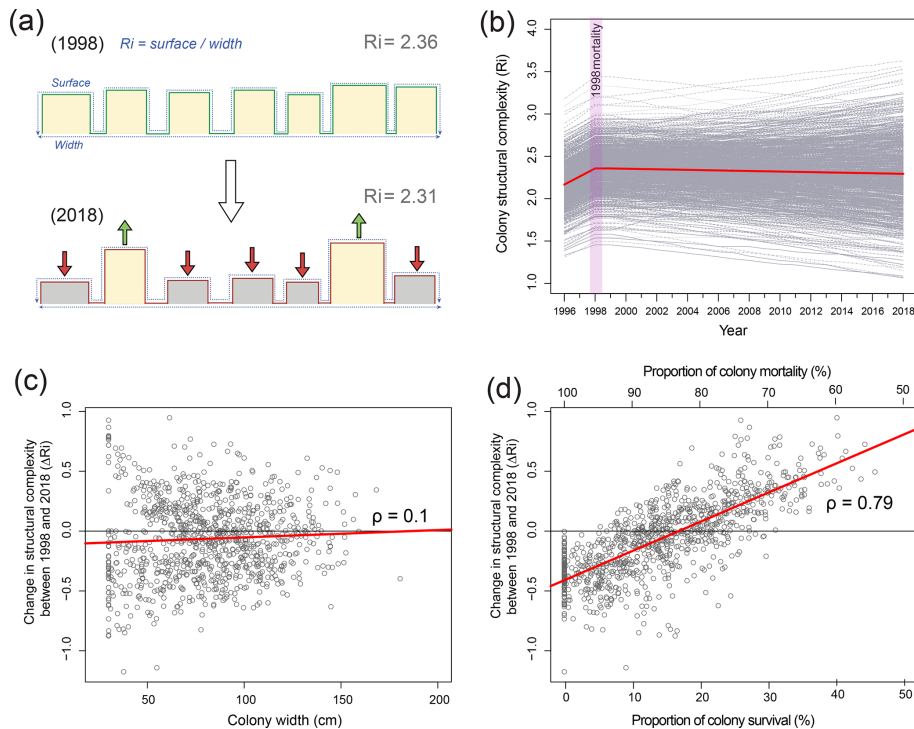 (a)
(1998)
Ri = surface / width
Ri= 2.36
Surface
Width
(2018)
Ri= 2.31
(b)
Colony structural complexity (Ri)
4.0
3.5
3.0
2.5
2.0
1.5
1.0
1998 mortality
1996 1998 2000 2002 2004 2006 2008 2010 2012 2014 2016 2018
Year
(c)
Change in structural complexity
between 1998 and 2018 (ΔRi)
1.0
0.5
0.0
−0.5
−1.0
ρ = 0.1
50 100 150 200
Colony width (cm)
(d)
Proportion of colony mortality (%)
100 90 80 70 60 50
Change in structural complexity
between 1998 and 2018 (ΔRi)
1.0
0.5
0.0
−0.5
−1.0
ρ = 0.79
0 10 20 30 40 50
Proportion of colony survival (%)